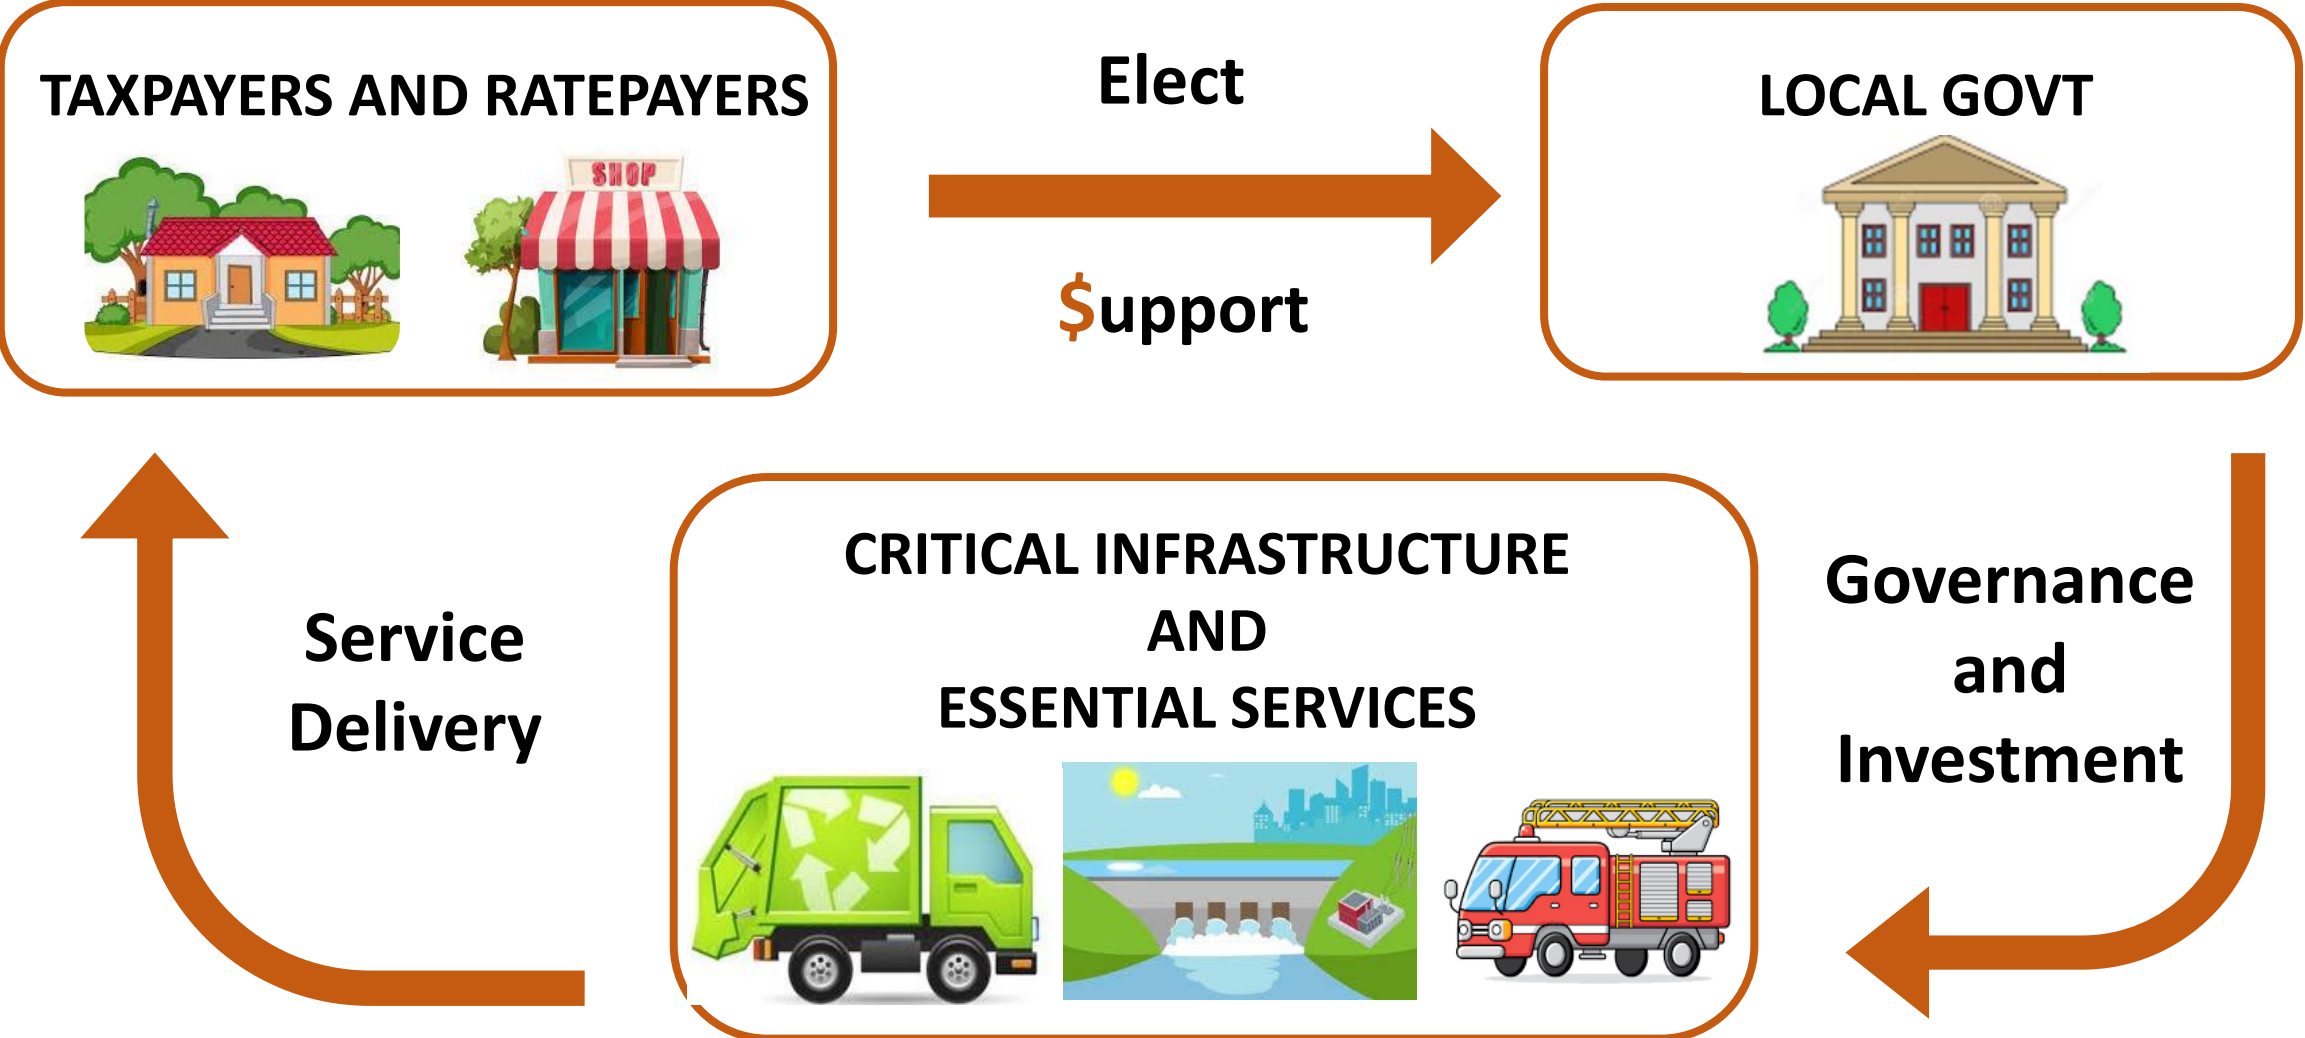 TAXPAYERS AND RATEPAYERS
SHOP
Elect
$upport
LOCAL GOVT
Governance
and
Investment
CRITICAL INFRASTRUCTURE
AND
ESSENTIAL SERVICES
Service
Delivery